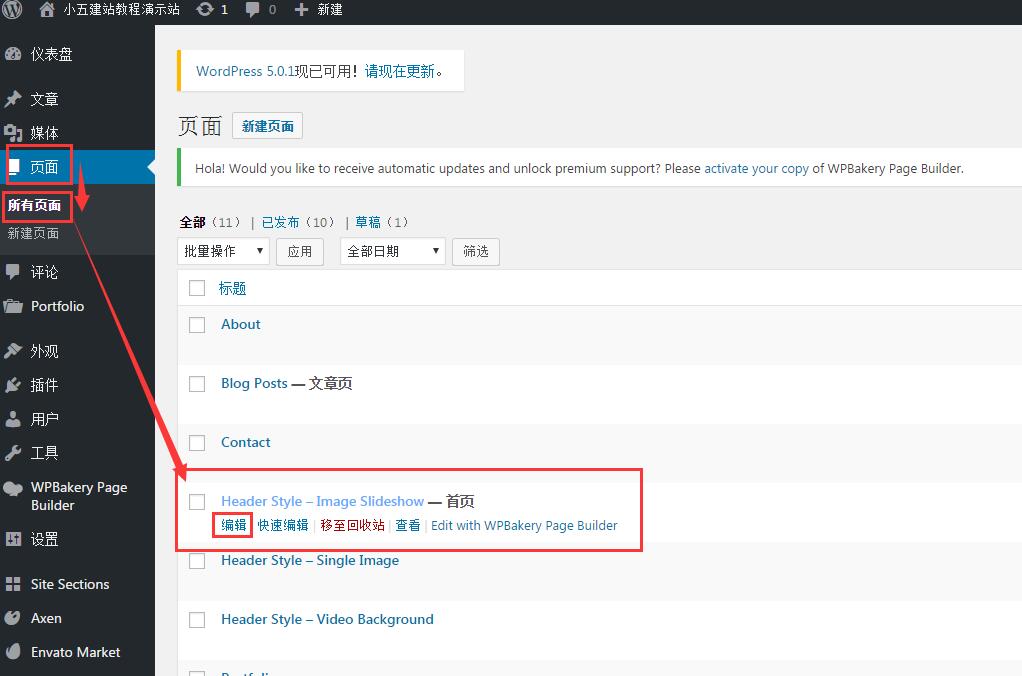 小五建站教程演示站 1 0 新建
仪表盘
文章
媒体
页面
所有页面
新建页面
评论
Portfolio
外观
插件
用户
工具
WPBakery Page
Builder
设置
Site Sections
Axen
Envato Market
WordPress 5.0.1现已可用！请现在更新。
页面 新建页面
Hola! Would you like to receive automatic updates and unlock premium support? Please activate your copy of WPBakery Page Builder.
全部（11） | 已发布（10） | 草稿（1）
批量操作 应用 全部日期 筛选
标题
About
Blog Posts — 文章页
Contact
Header Style – Image Slideshow — 首页
编辑 | 快速编辑 | 移至回收站 | 查看 | Edit with WPBakery Page Builder
Header Style – Single Image
Header Style – Video Background